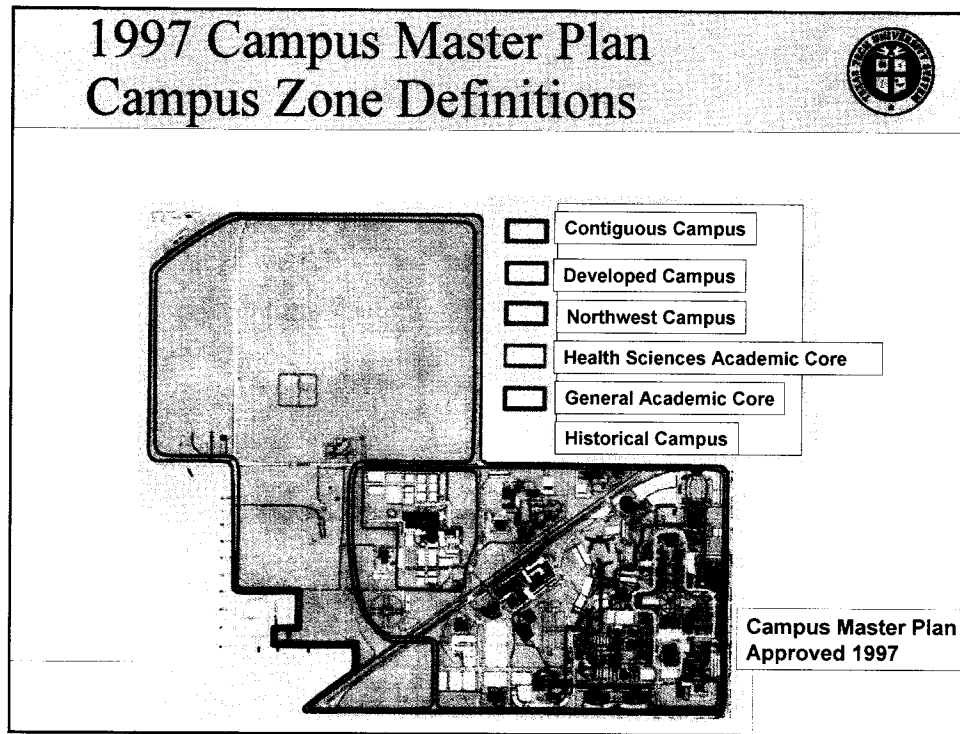 1997 Campus Master Plan
Campus Zone Definitions
Contiguous Campus
Developed Campus
Northwest Campus
Health Sciences Academic Core
General Academic Core
Historical Campus
Campus Master Plan
Approved 1997